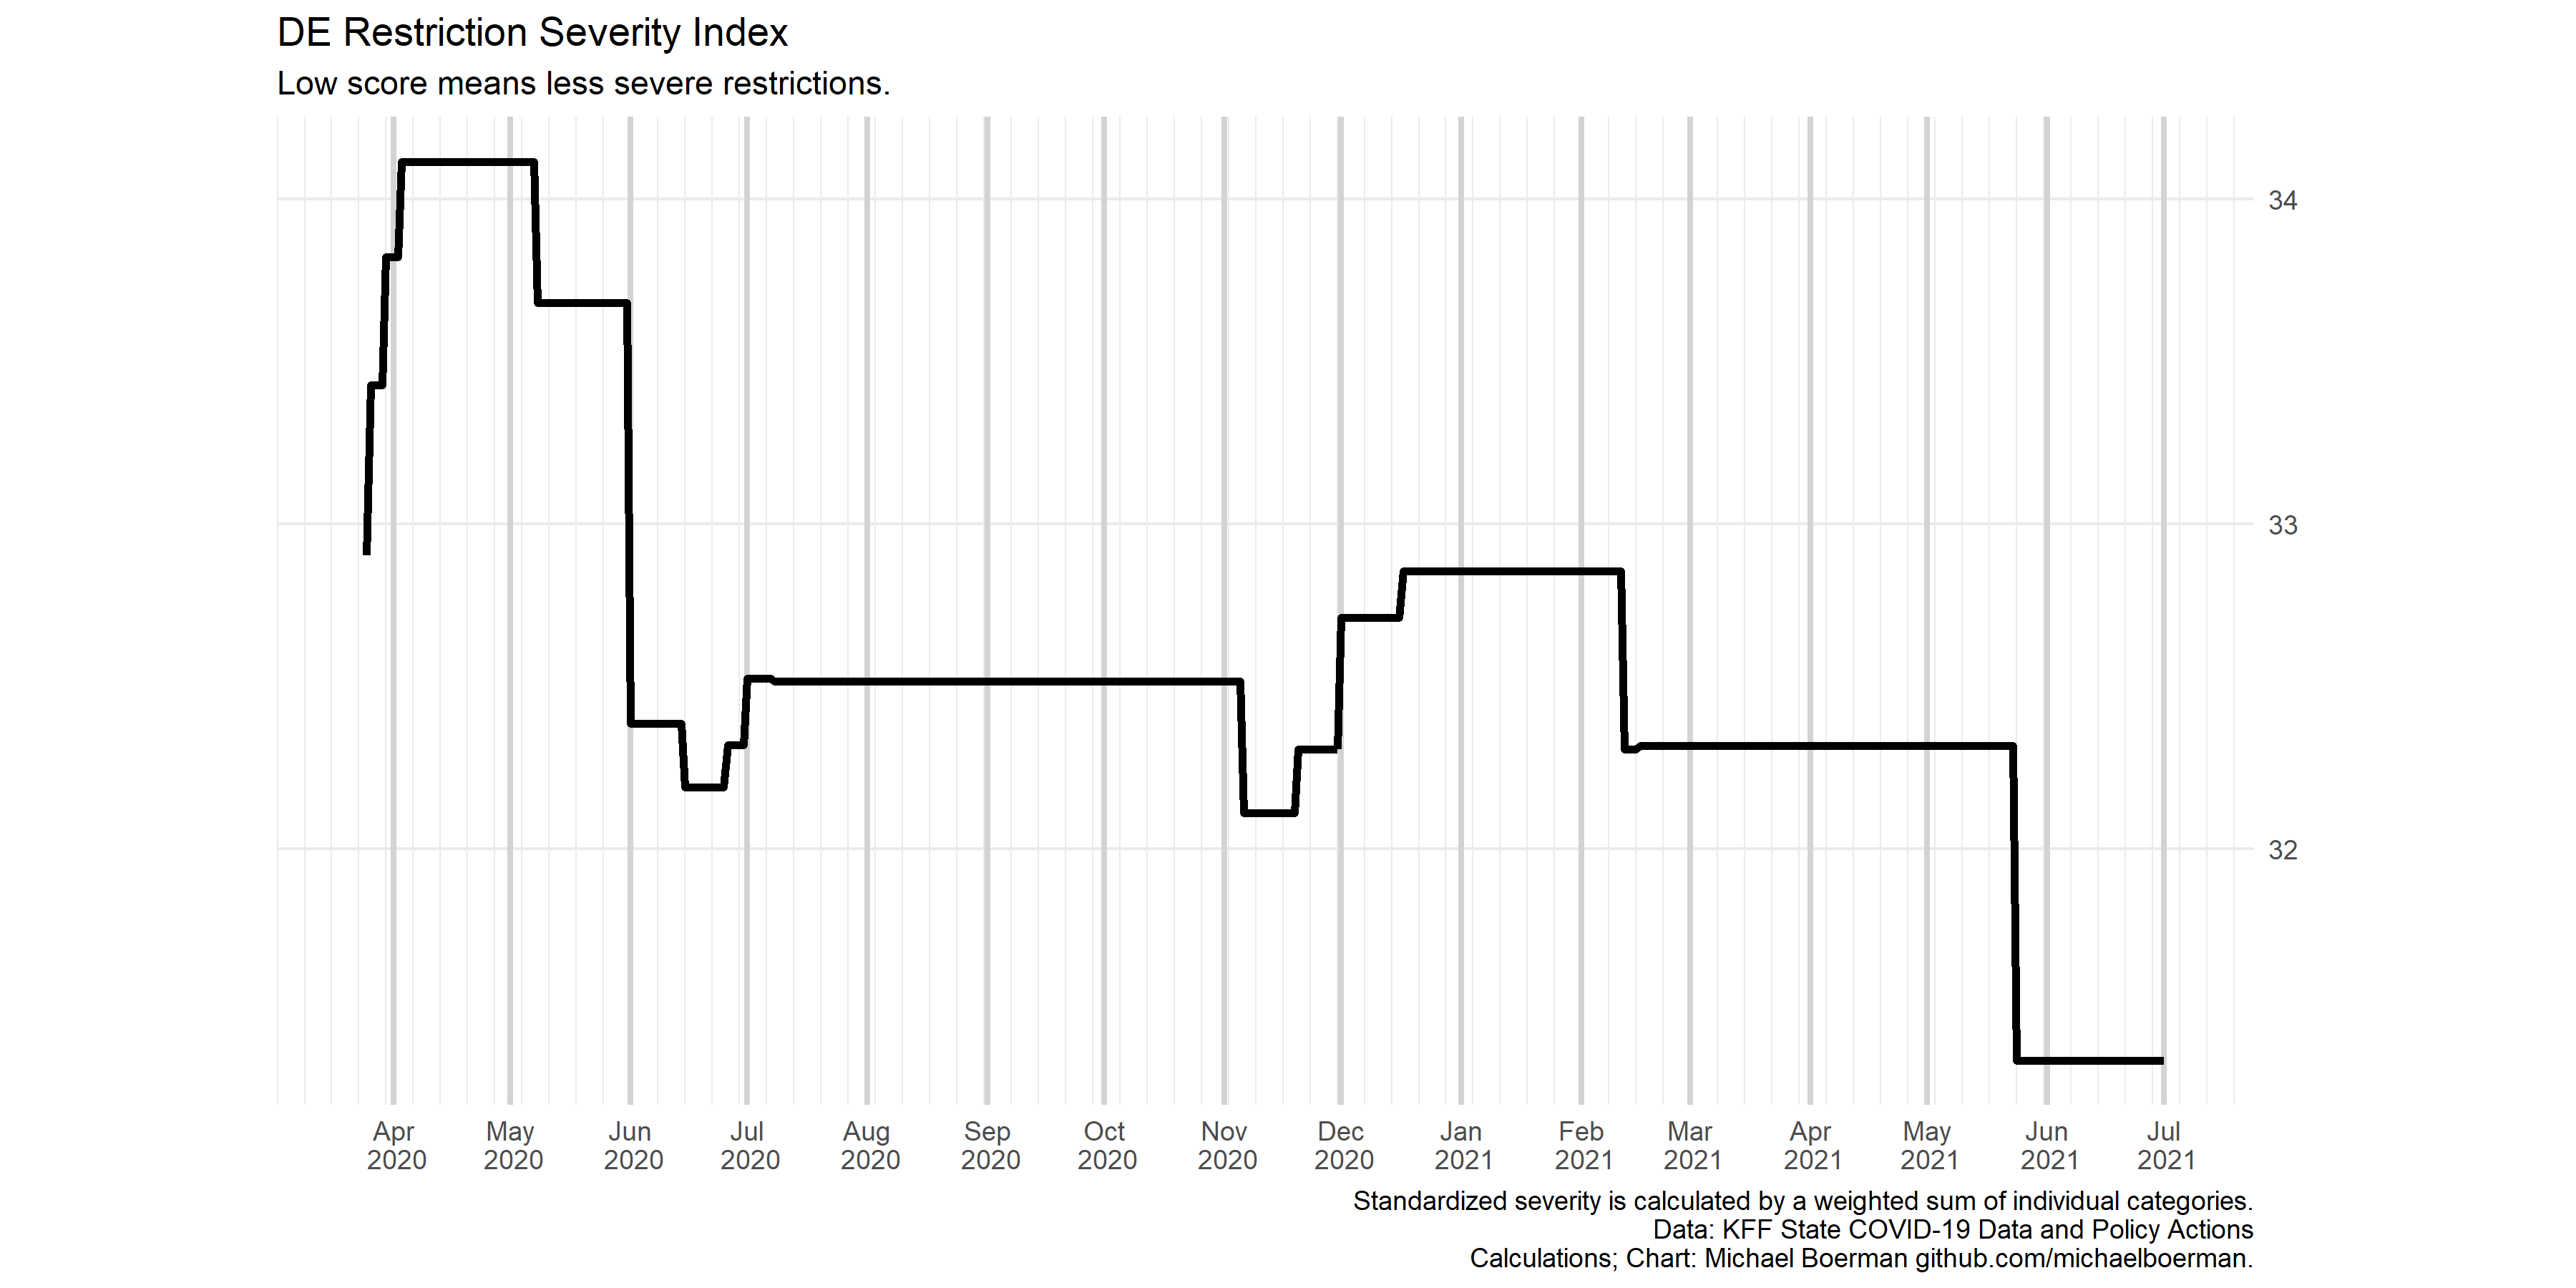 DE Restriction Severity Index
Low score means less severe restrictions.
34
33
32
Apr May Jun Jul Aug Sep Oct Nov Dec Jan Feb Mar Apr May Jun Jul
2020 2020 2020 2020 2020 2020 2020 2020 2020 2021 2021 2021 2021 2021 2021 2021
Standardized severity is calculated by a weighted sum of individual categories.
Data: KFF State COVID-19 Data and Policy Actions
Calculations; Chart: Michael Boerman github.com/michaelboerman.